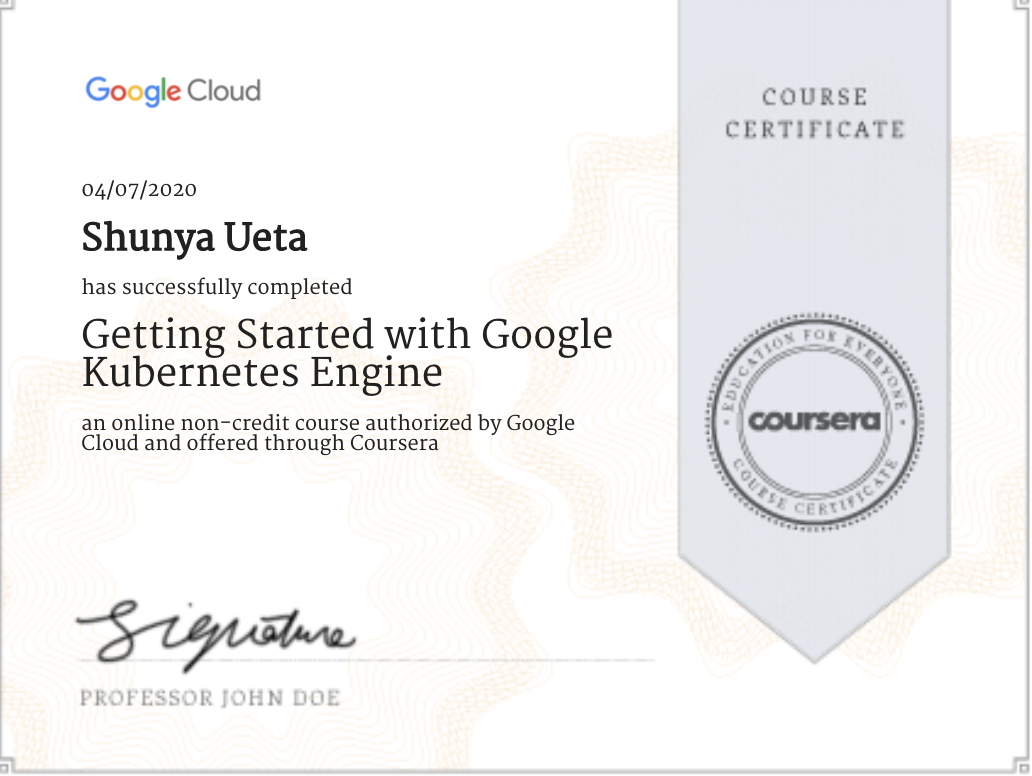 Google Cloud
COURSE
CERTIFICATE
04/07/2020
Shunya Ueta
has successfully completed
Getting Started with Google
Kubernetes Engine
an online non-credit course authorized by Google
Cloud and offered through Coursera
EDUCATION FOR EVERYONE
coursera
COURSE CERTIFICATE
Signature
PROFESSOR JOHN DOE